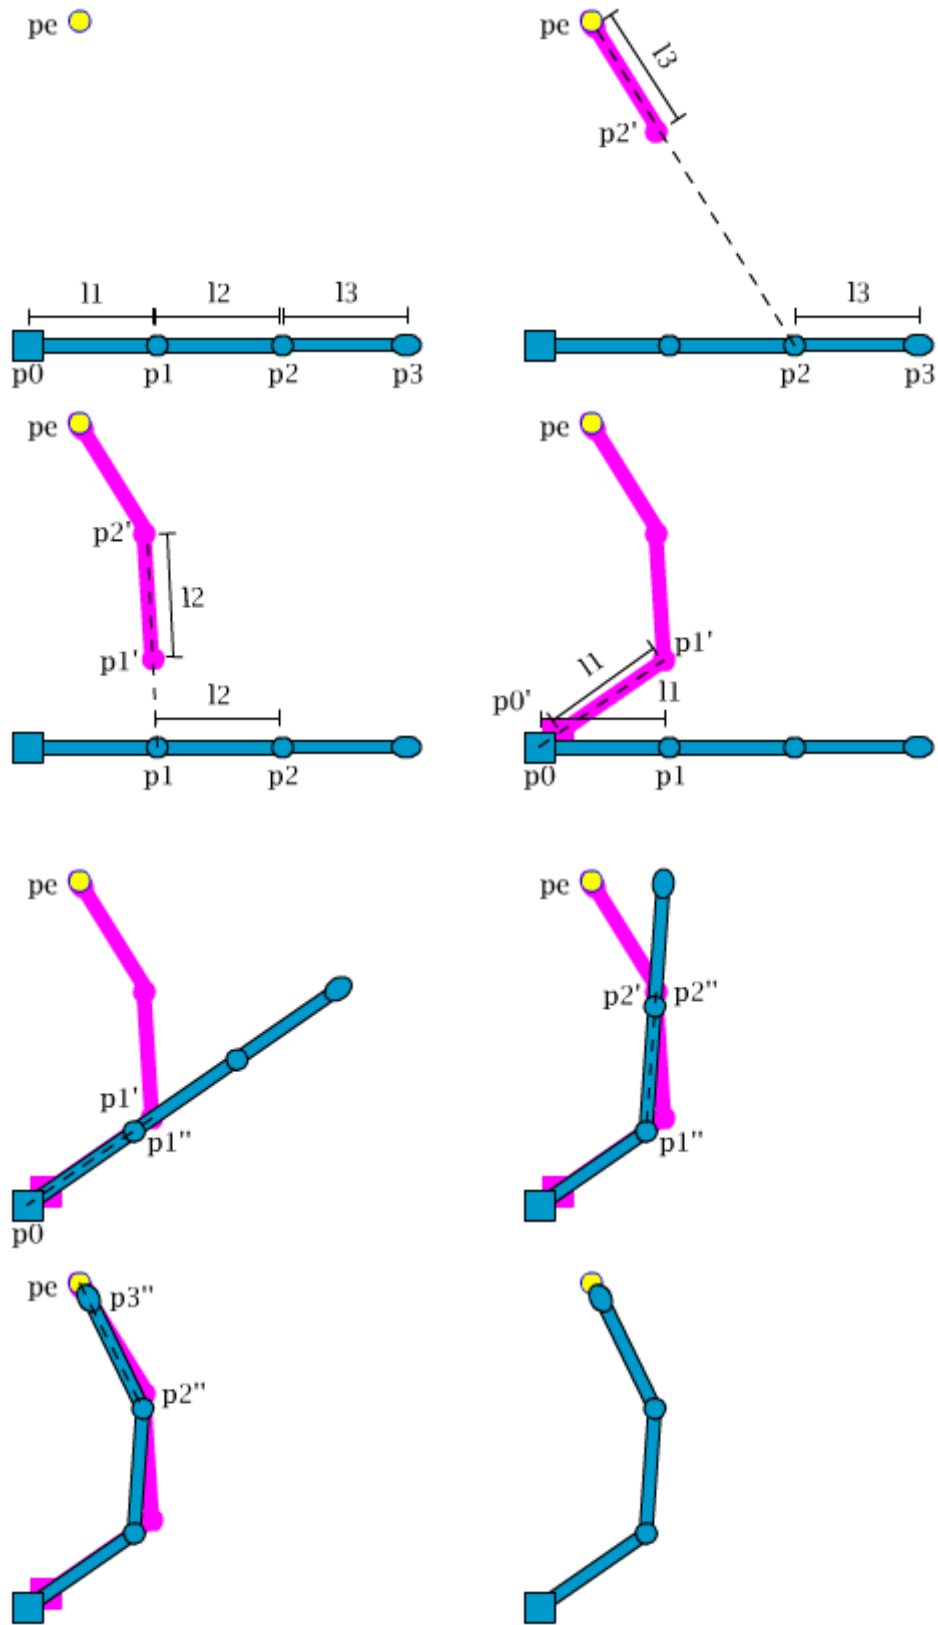 pe
l1 l2 l3
p0 p1 p2 p3
pe
l3
p2'
l3
p2 p3
pe
p2'
l2
p1'
l2
p1 p2
pe
p1'
l1
l1
p0'
p0 p1
pe
p1'
p1"
p0
pe
p2' p2"
p1"
pe
p3"
p2"